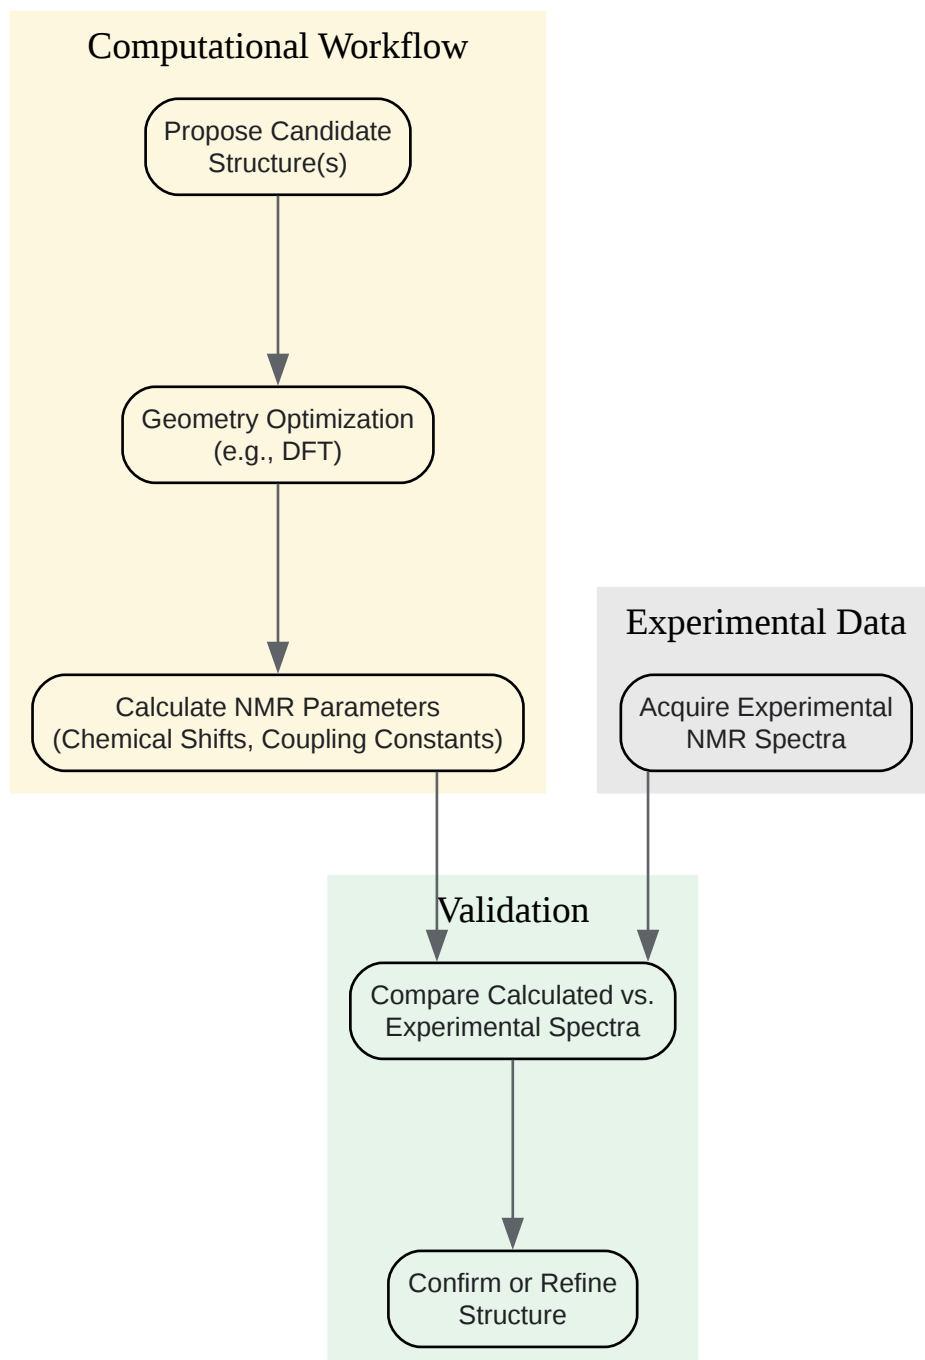 Computational Workflow
Propose Candidate
Structure(s)
Geometry Optimization
(e.g., DFT)
Calculate NMR Parameters
(Chemical Shifts, Coupling Constants)
Experimental Data
Acquire Experimental
NMR Spectra
Validation
Compare Calculated vs.
Experimental Spectra
Confirm or Refine
Structure